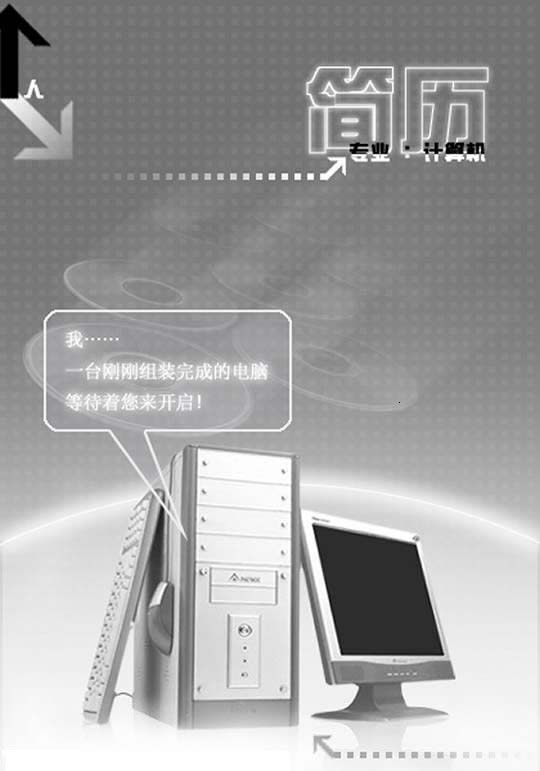 人
简历
专业：计算机
我……
一台刚刚组装完成的电脑
等待着您来开启！